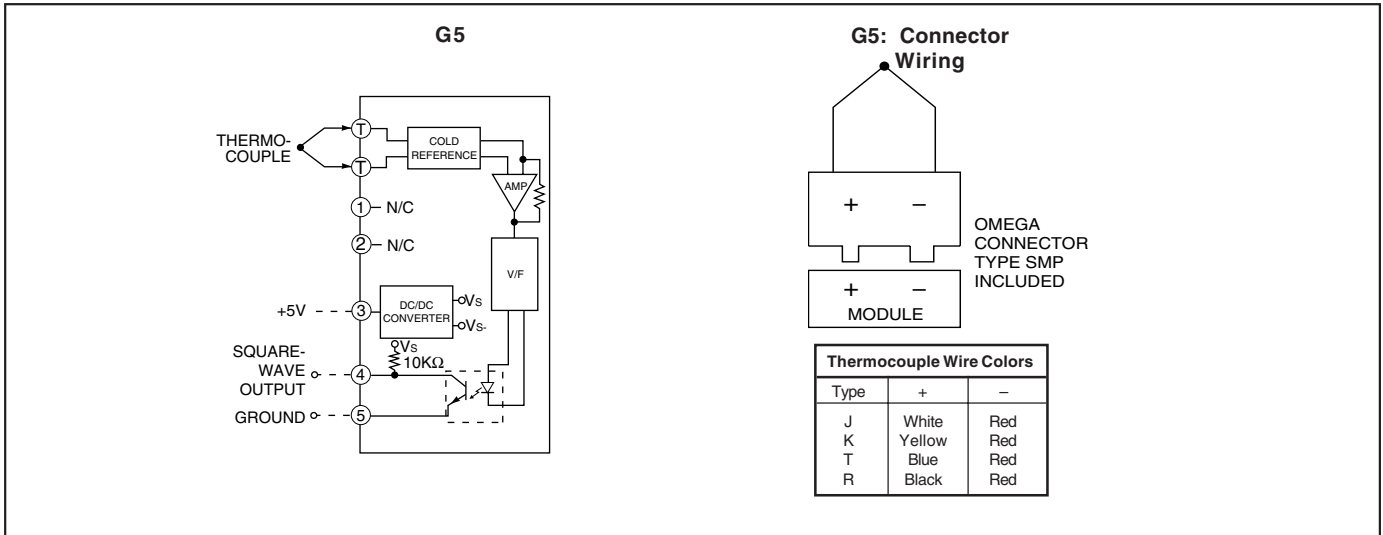 G5
THERMO-
COUPLE
T
T
COLD
REFERENCE
AMP
1 N/C
2 N/C
V/F
+5V
3
DC/DC
CONVERTER
Vs
Vs-
Vs
10KΩ
SQUARE-
WAVE
OUTPUT
4
GROUND
5
G5: Connector
Wiring
+ –
OMEGA
CONNECTOR
TYPE SMP
INCLUDED
+ –
MODULE
Thermocouple Wire Colors
Type + –
J White Red
K Yellow Red
T Blue Red
R Black Red